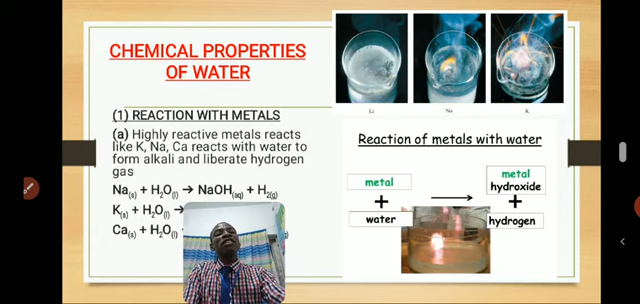 CHEMICAL PROPERTIES
OF WATER
(1) REACTION WITH METALS
(a) Highly reactive metals reacts
like K, Na, Ca reacts with water to
form alkali and liberate hydrogen
gas
Na(s) + H2O(l) → NaOH(aq) + H2(g)
K(s) + H2O(l) →
Ca(s) + H2O(l)
Li
Na
K
Reaction of metals with water
metal
+
water
metal
hydroxide
+
hydrogen